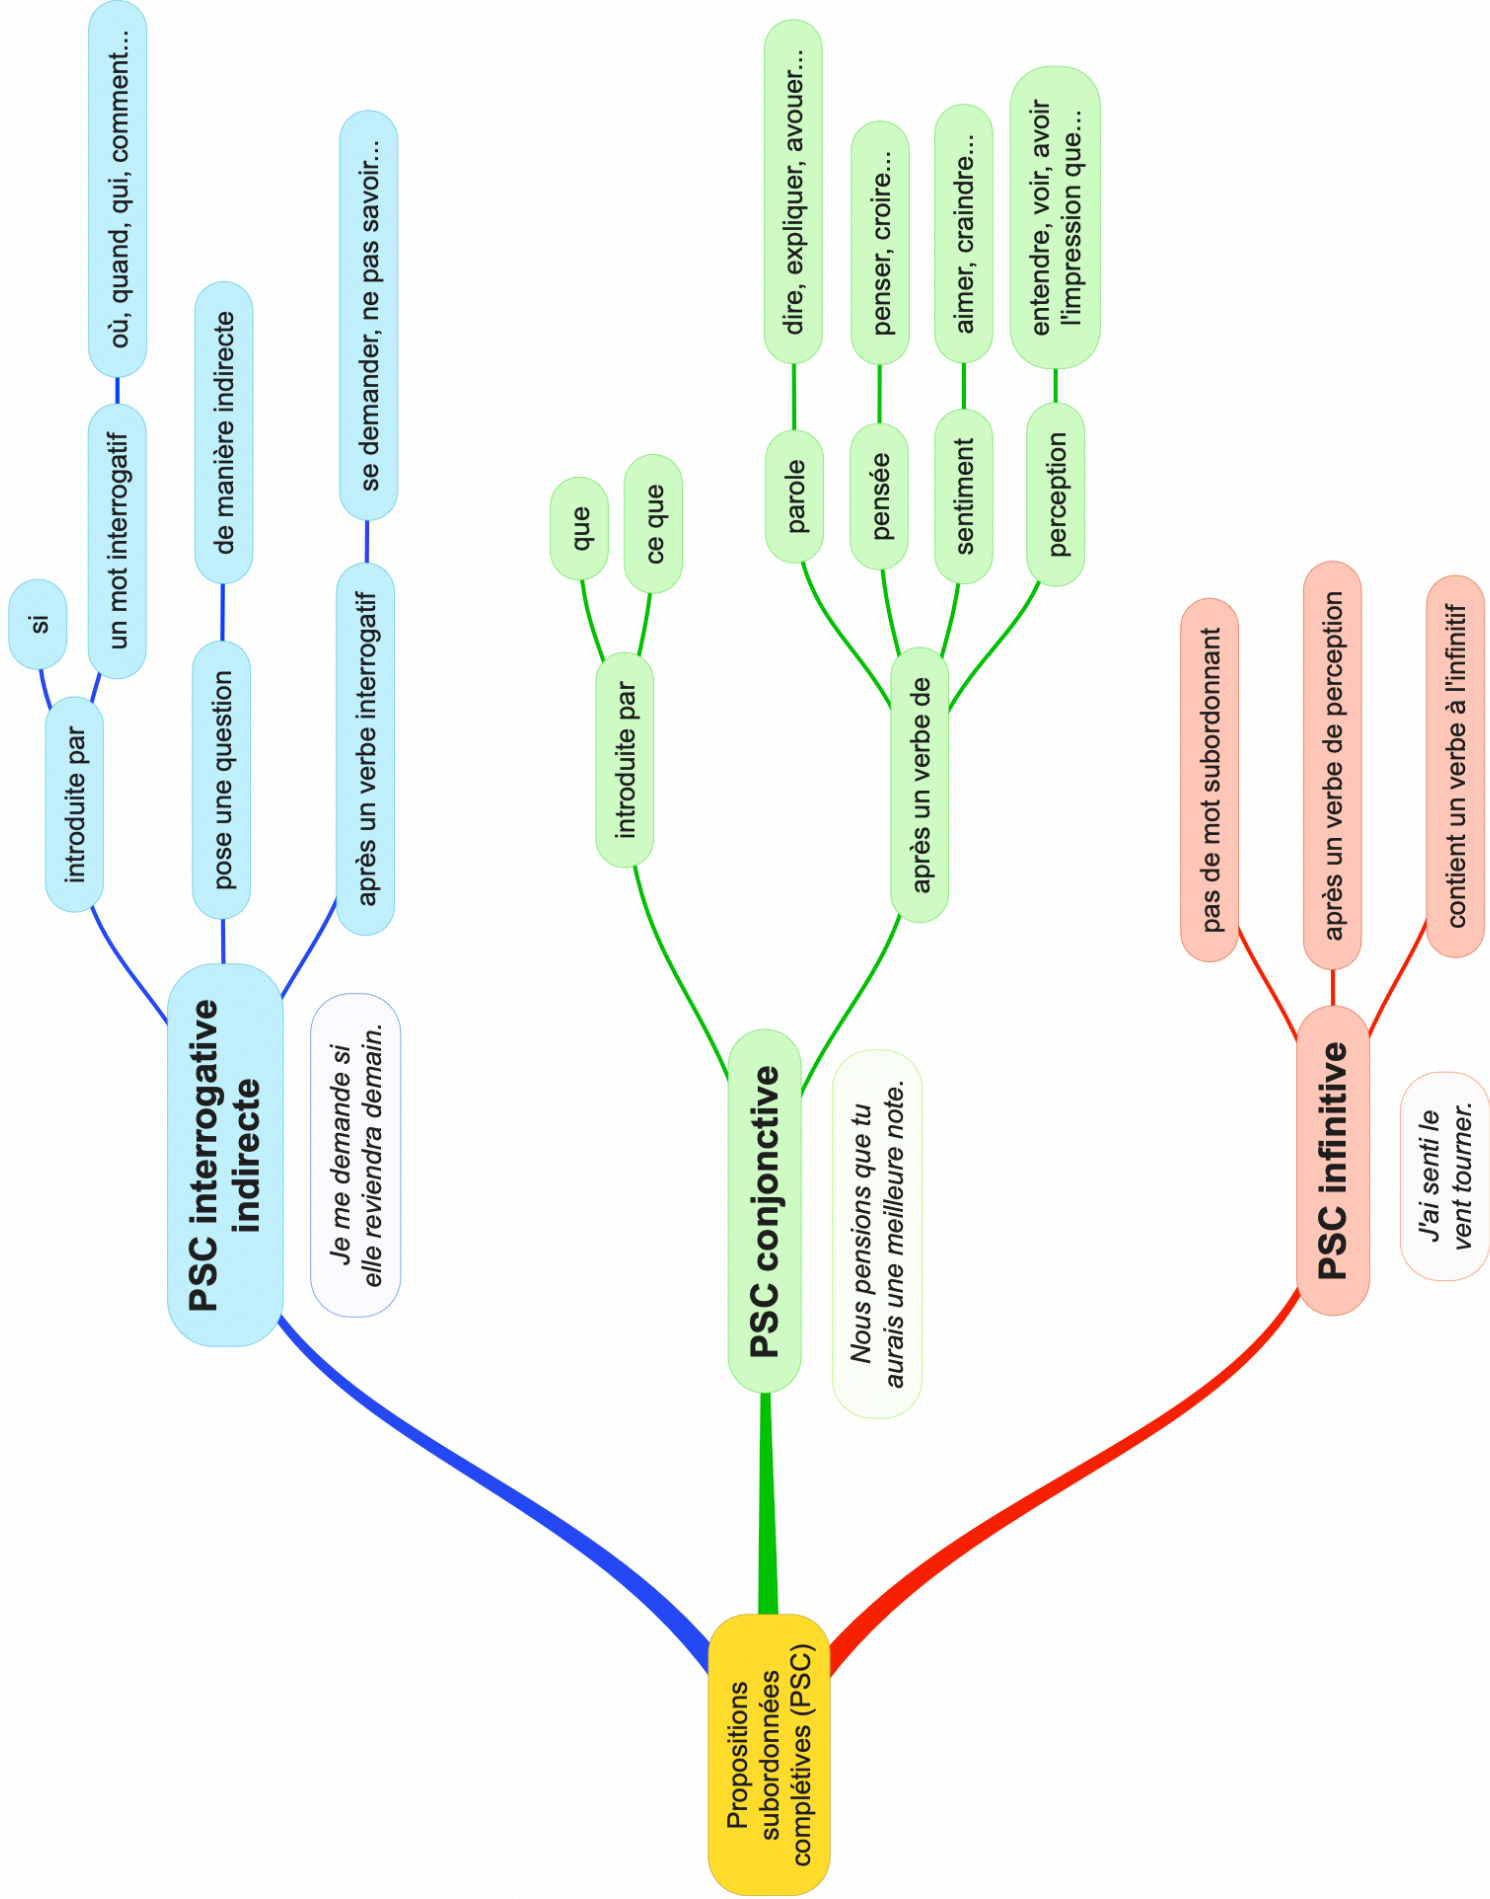 Propositions
subordonnées
complétives (PSC)
PSC interrogative
indirecte
Je me demande si
elle reviendra demain.
introduite par
si
un mot interrogatif
où, quand, qui, comment...
pose une question
de manière indirecte
après un verbe interrogatif
se demander, ne pas savoir...
PSC conjonctive
Nous pensions que tu
aurais une meilleure note.
introduite par
que
ce que
après un verbe de
parole
dire, expliquer, avouer...
pensée
penser, croire...
sentiment
aimer, craindre...
perception
entendre, voir, avoir
l'impression que...
PSC infinitive
J'ai senti le
vent tourner.
pas de mot subordonnant
après un verbe de perception
contient un verbe à l'infinitif